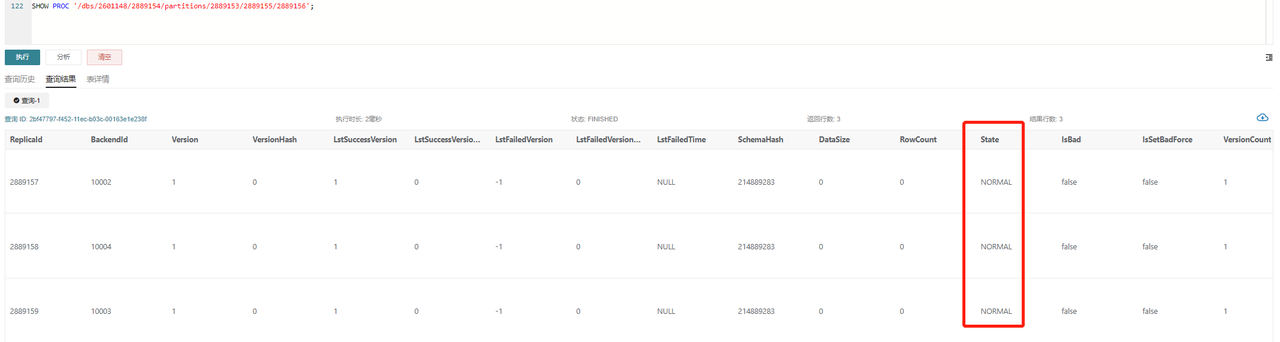 122 SHOW PROC '/dbs/2601148/2889154/partitions/2889153/2889155/2889156';
执行 分析 清空
查询历史 查询结果 表详情
查询-1
查询 ID: 2bf47797-f452-11ec-b03c-00163e1e238f 执行时长: 2毫秒 状态: FINISHED 返回行数: 3 结果行数: 3
ReplicaId BackendId Version VersionHash LstSuccessVersion LstSuccessVersio... LstFailedVersion LstFailedVersion... LstFailedTime SchemaHash DataSize RowCount State IsBad IsSetBadForce VersionCount
2889157 10002 1 0 1 0 -1 0 NULL 214889283 0 0 NORMAL false false 1
2889158 10004 1 0 1 0 -1 0 NULL 214889283 0 0 NORMAL false false 1
2889159 10003 1 0 1 0 -1 0 NULL 214889283 0 0 NORMAL false false 1